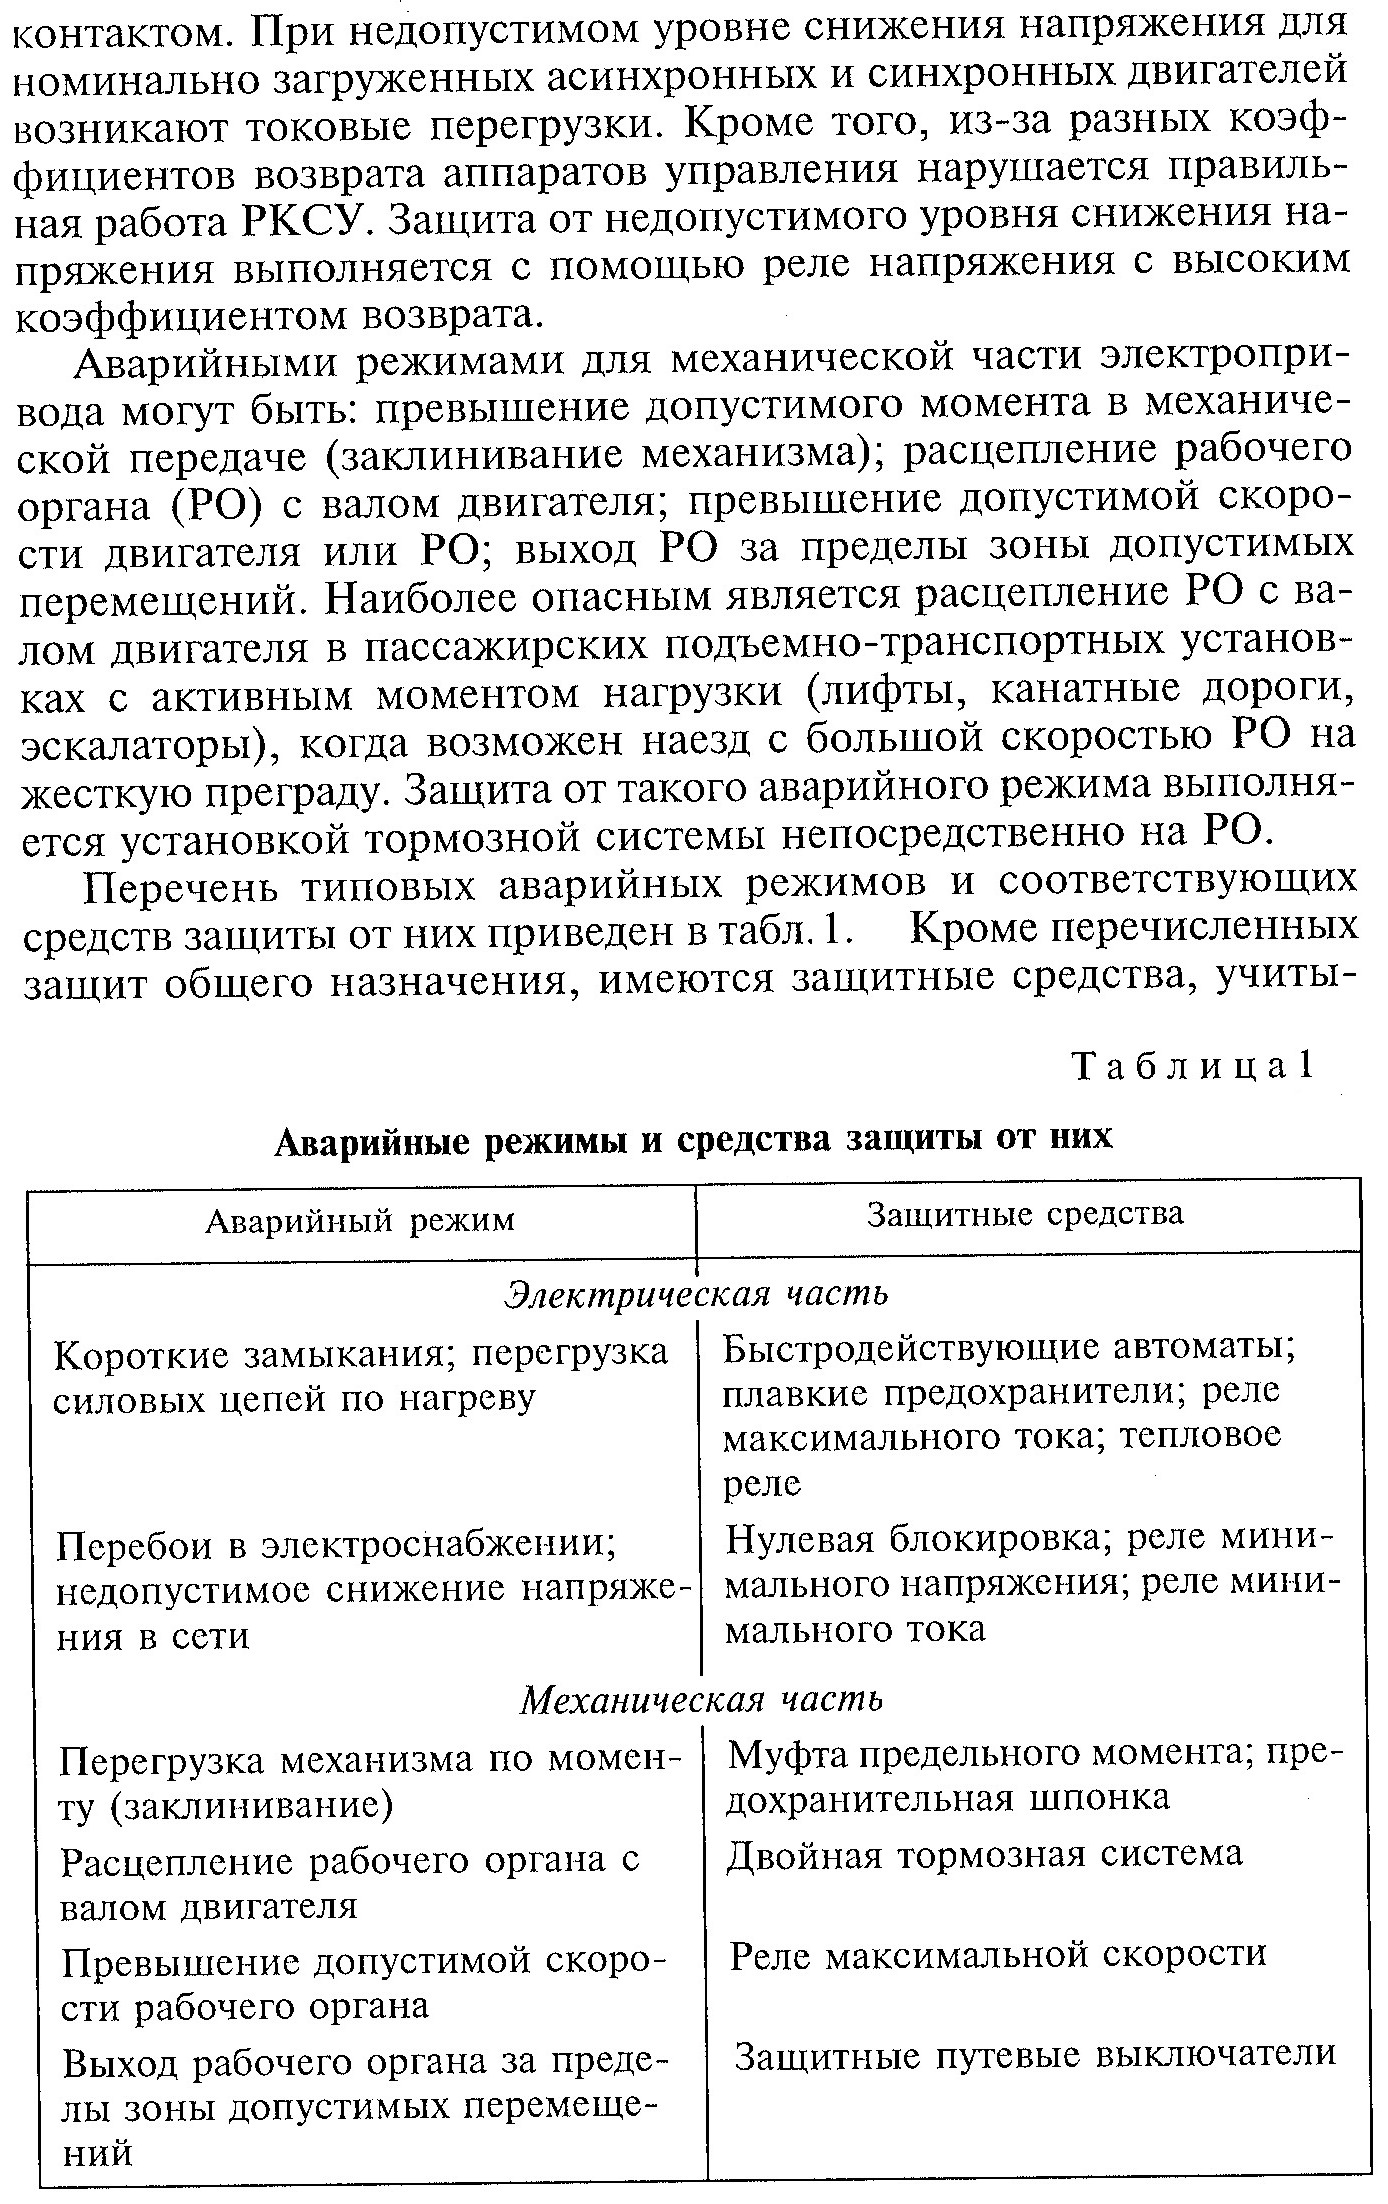 контактом. При недопустимом уровне снижения напряжения для
номинально загруженных асинхронных и синхронных двигателей
возникают токовые перегрузки. Кроме того, из-за разных коэф-
фициентов возврата аппаратов управления нарушается правиль-
ная работа РКСУ. Защита от недопустимого уровня снижения на-
пряжения выполняется с помощью реле напряжения с высоким
коэффициентом возврата.
Аварийными режимами для механической части электропри-
вода могут быть: превышение допустимого момента в механиче-
ской передаче (заклинивание механизма); расцепление рабочего
органа (РО) с валом двигателя; превышение допустимой скоро-
сти двигателя или РО; выход РО за пределы зоны допустимых
перемещений. Наиболее опасным является расцепление РО с ва-
лом двигателя в пассажирских подъемно-транспортных установ-
ках с активным моментом нагрузки (лифты, канатные дороги,
эскалаторы), когда возможен наезд с большой скоростью РО на
жесткую преграду. Защита от такого аварийного режима выполня-
ется установкой тормозной системы непосредственно на РО.
Перечень типовых аварийных режимов и соответствующих
средств защиты от них приведен в табл. 1. Кроме перечисленных
защит общего назначения, имеются защитные средства, учиты-
Таблица 1
Аварийные режимы и средства защиты от них
Аварийный режим
Защитные средства
Электрическая часть
Короткие замыкания; перегрузка
силовых цепей по нагреву
Быстродействующие автоматы;
плавкие предохранители; реле
максимального тока; тепловое
реле
Перебои в электроснабжении;
недопустимое снижение напряже-
ния в сети
Нулевая блокировка; реле мини-
мального напряжения; реле мини-
мального тока
Механическая часть
Перегрузка механизма по момен-
ту (заклинивание)
Муфта предельного момента; пре-
дохранительная шпонка
Расцепление рабочего органа с
валом двигателя
Двойная тормозная система
Превышение допустимой скоро-
сти рабочего органа
Реле максимальной скорости
Выход рабочего органа за преде-
лы зоны допустимых перемеще-
ний
Защитные путевые выключатели